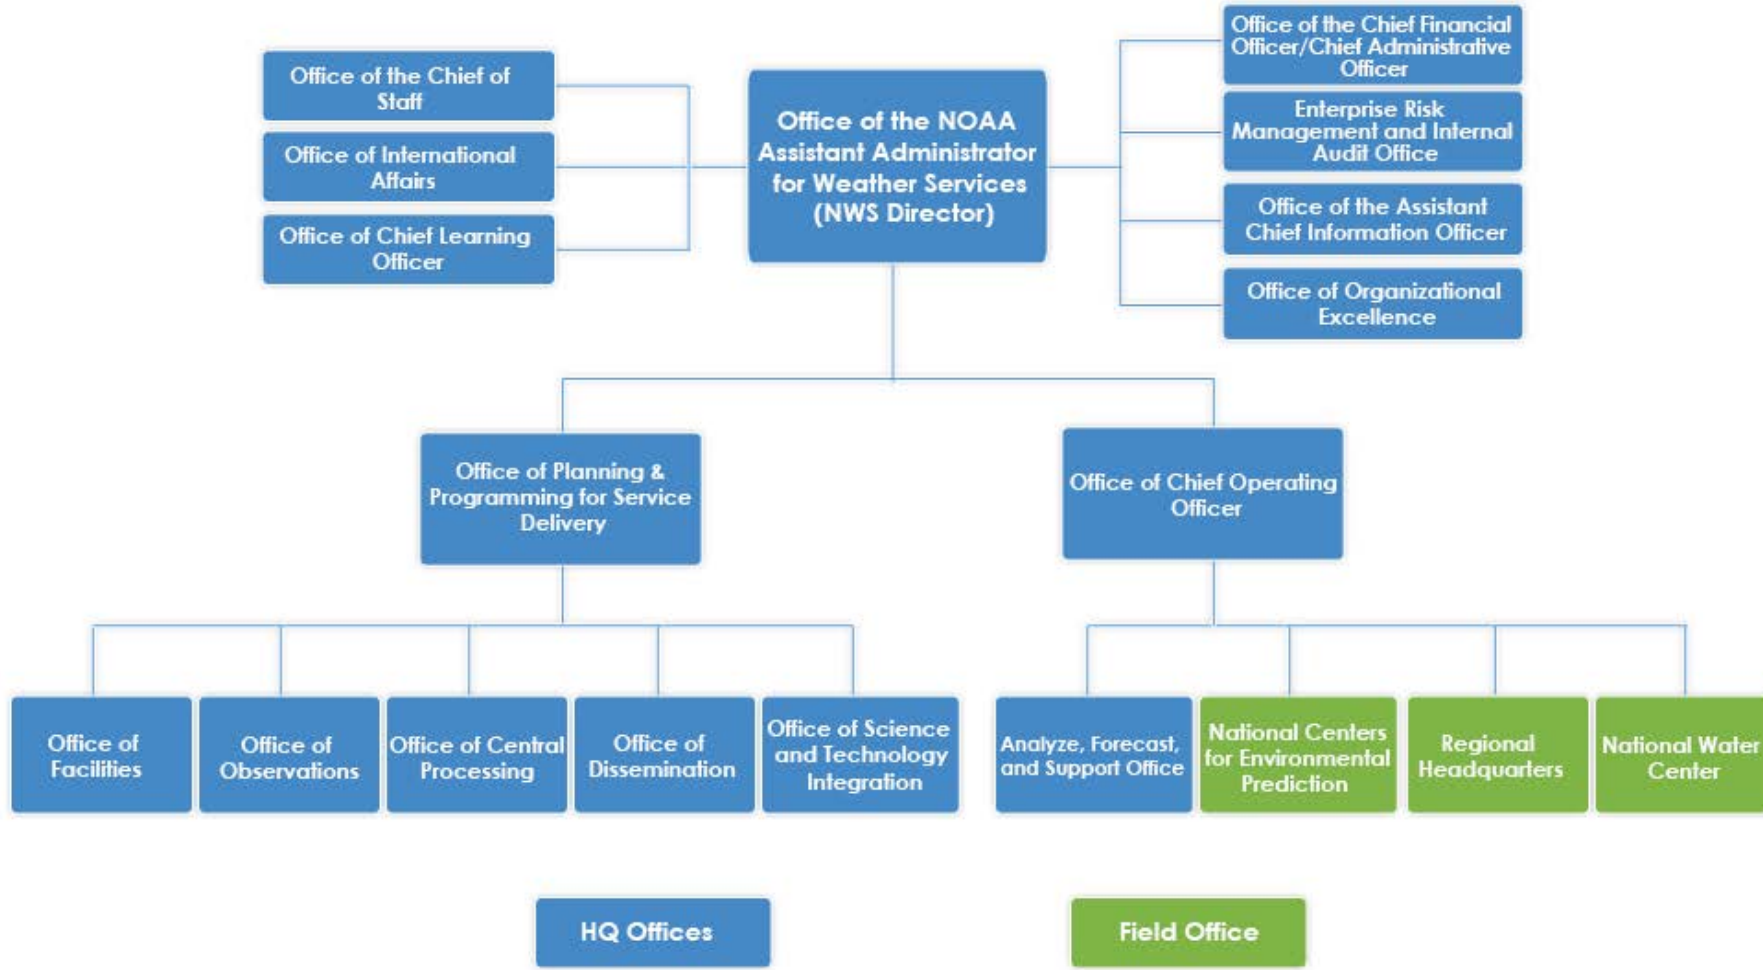 Office of the Chief of
Staff
Office of International
Affairs
Office of Chief Learning
Officer
Office of the NOAA
Assistant Administrator
for Weather Services
(NWS Director)
Office of the Chief Financial
Officer/Chief Administrative
Officer
Enterprise Risk
Management and Internal
Audit Office
Office of the Assistant
Chief Information Officer
Office of Organizational
Excellence
Office of Planning &
Programming for Service
Delivery
Office of Chief Operating
Officer
Office of
Facilities
Office of
Observations
Office of Central
Processing
Office of
Dissemination
Office of Science
and Technology
Integration
Analyze, Forecast,
and Support Office
National Centers
for Environmental
Prediction
Regional
Headquarters
National Water
Center
HQ Offices
Field Office